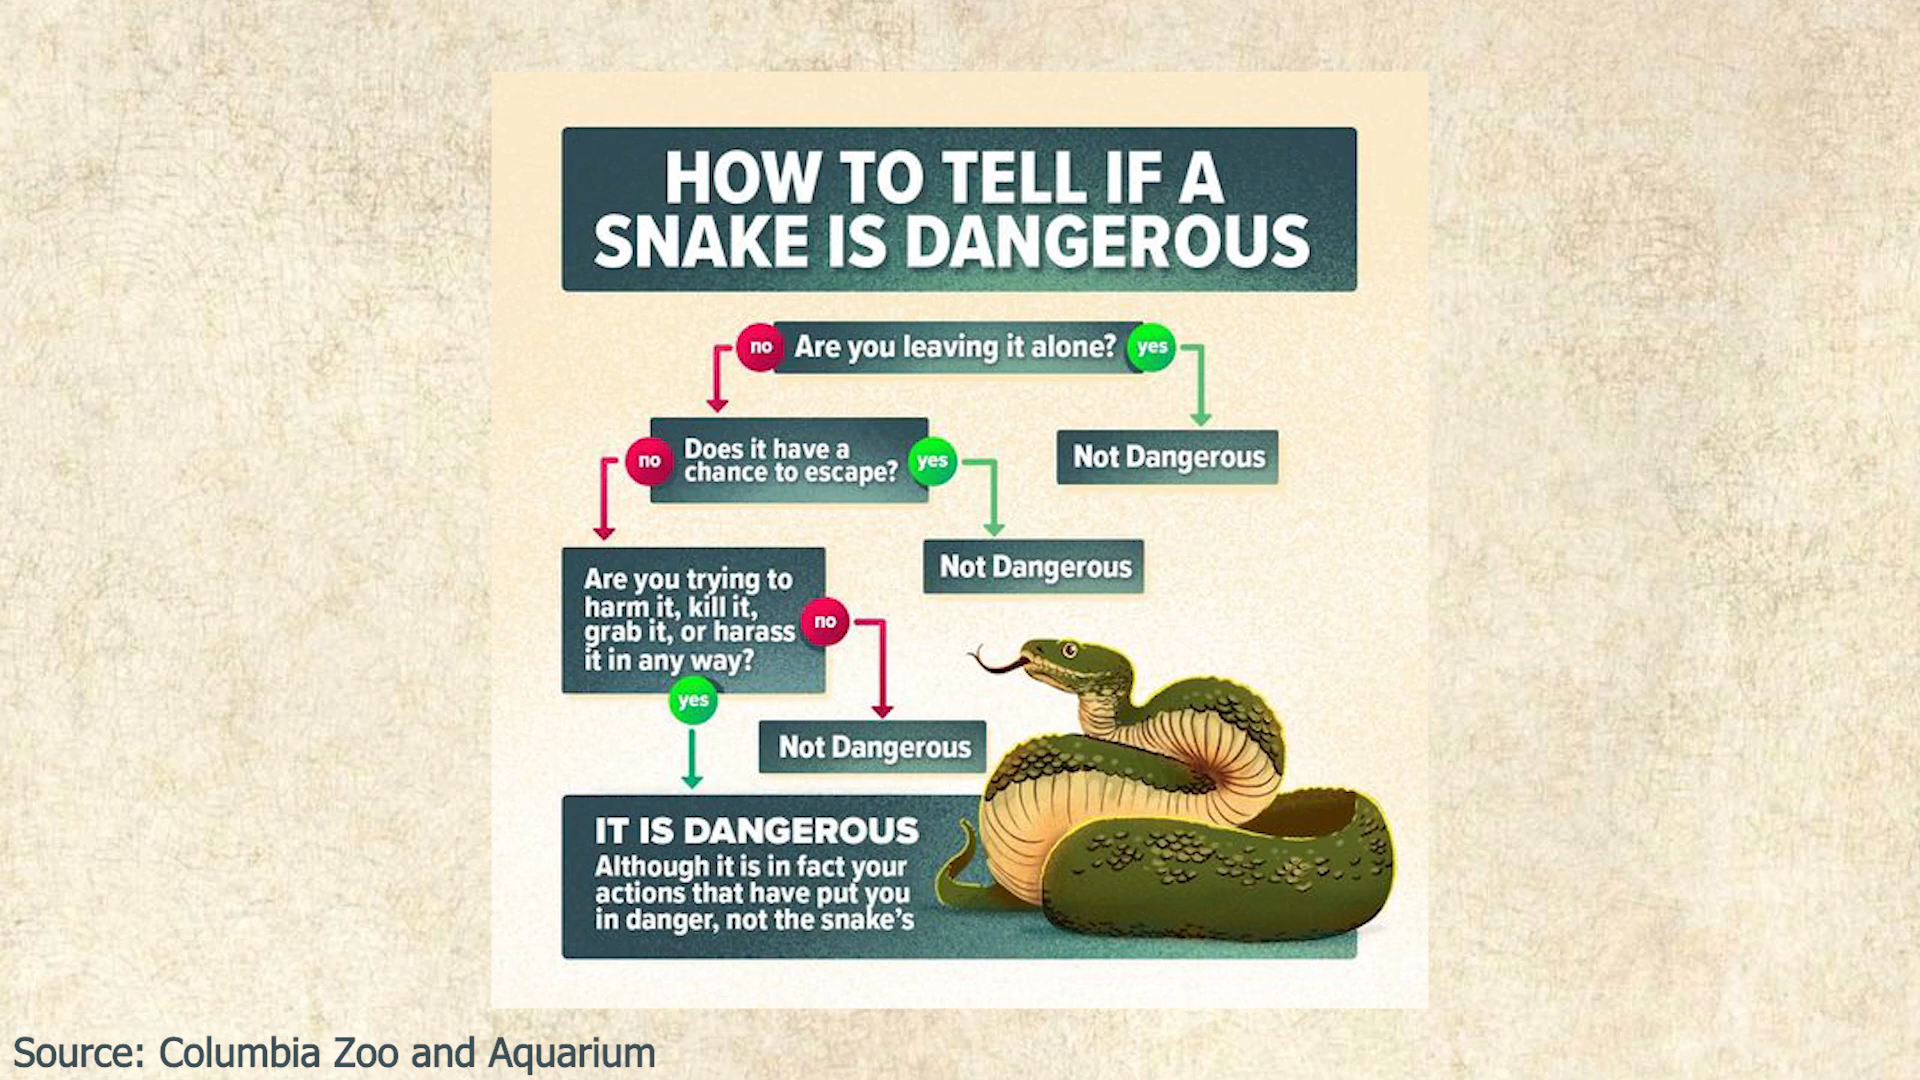 HOW TO TELL IF A
SNAKE IS DANGEROUS
no
Are you leaving it alone?
yes
no
Does it have a
chance to escape?
yes
Not Dangerous
Are you trying to
harm it, kill it,
grab it, or harass
it in any way?
no
Not Dangerous
yes
Not Dangerous
IT IS DANGEROUS
Although it is in fact your
actions that have put you
in danger, not the snake's
Source: Columbia Zoo and Aquarium